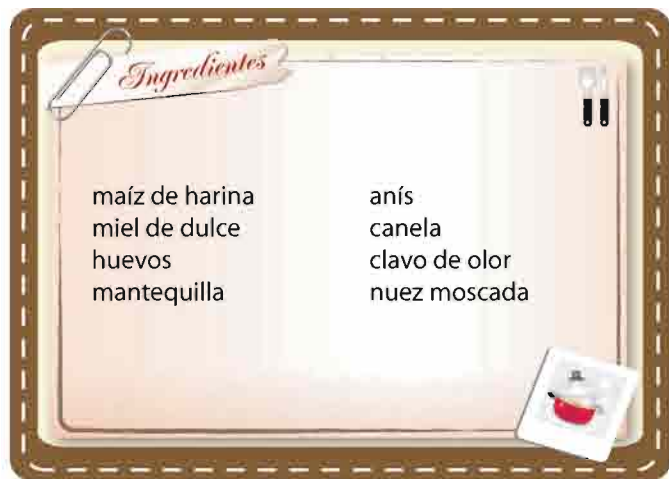 Ingredientes
maíz de harina
miel de dulce
huevos
mantequilla
anís
canela
clavo de olor
nuez moscada